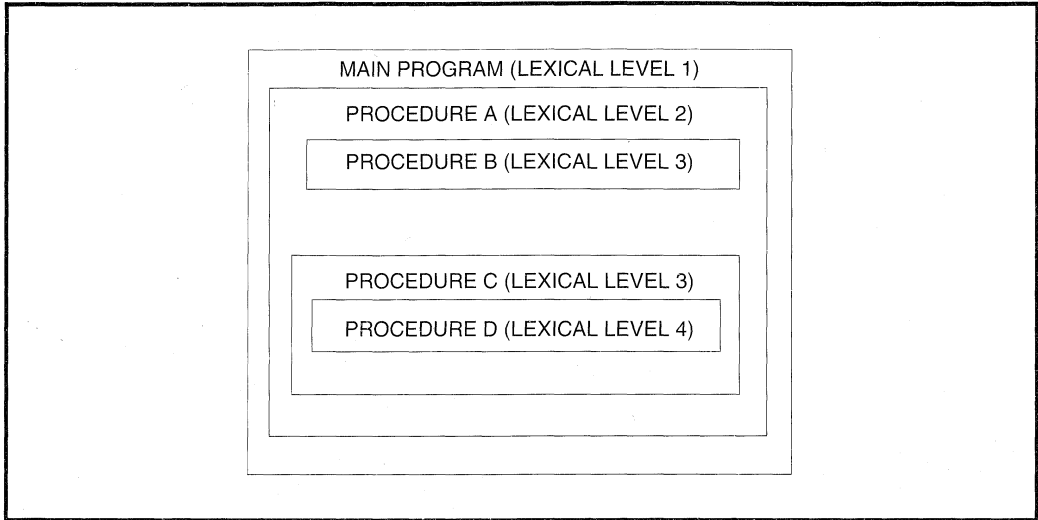 MAIN PROGRAM (LEXICAL LEVEL 1)
PROCEDURE A (LEXICAL LEVEL 2)
PROCEDURE B (LEXICAL LEVEL 3)
PROCEDURE C (LEXICAL LEVEL 3)
PROCEDURE D (LEXICAL LEVEL 4)